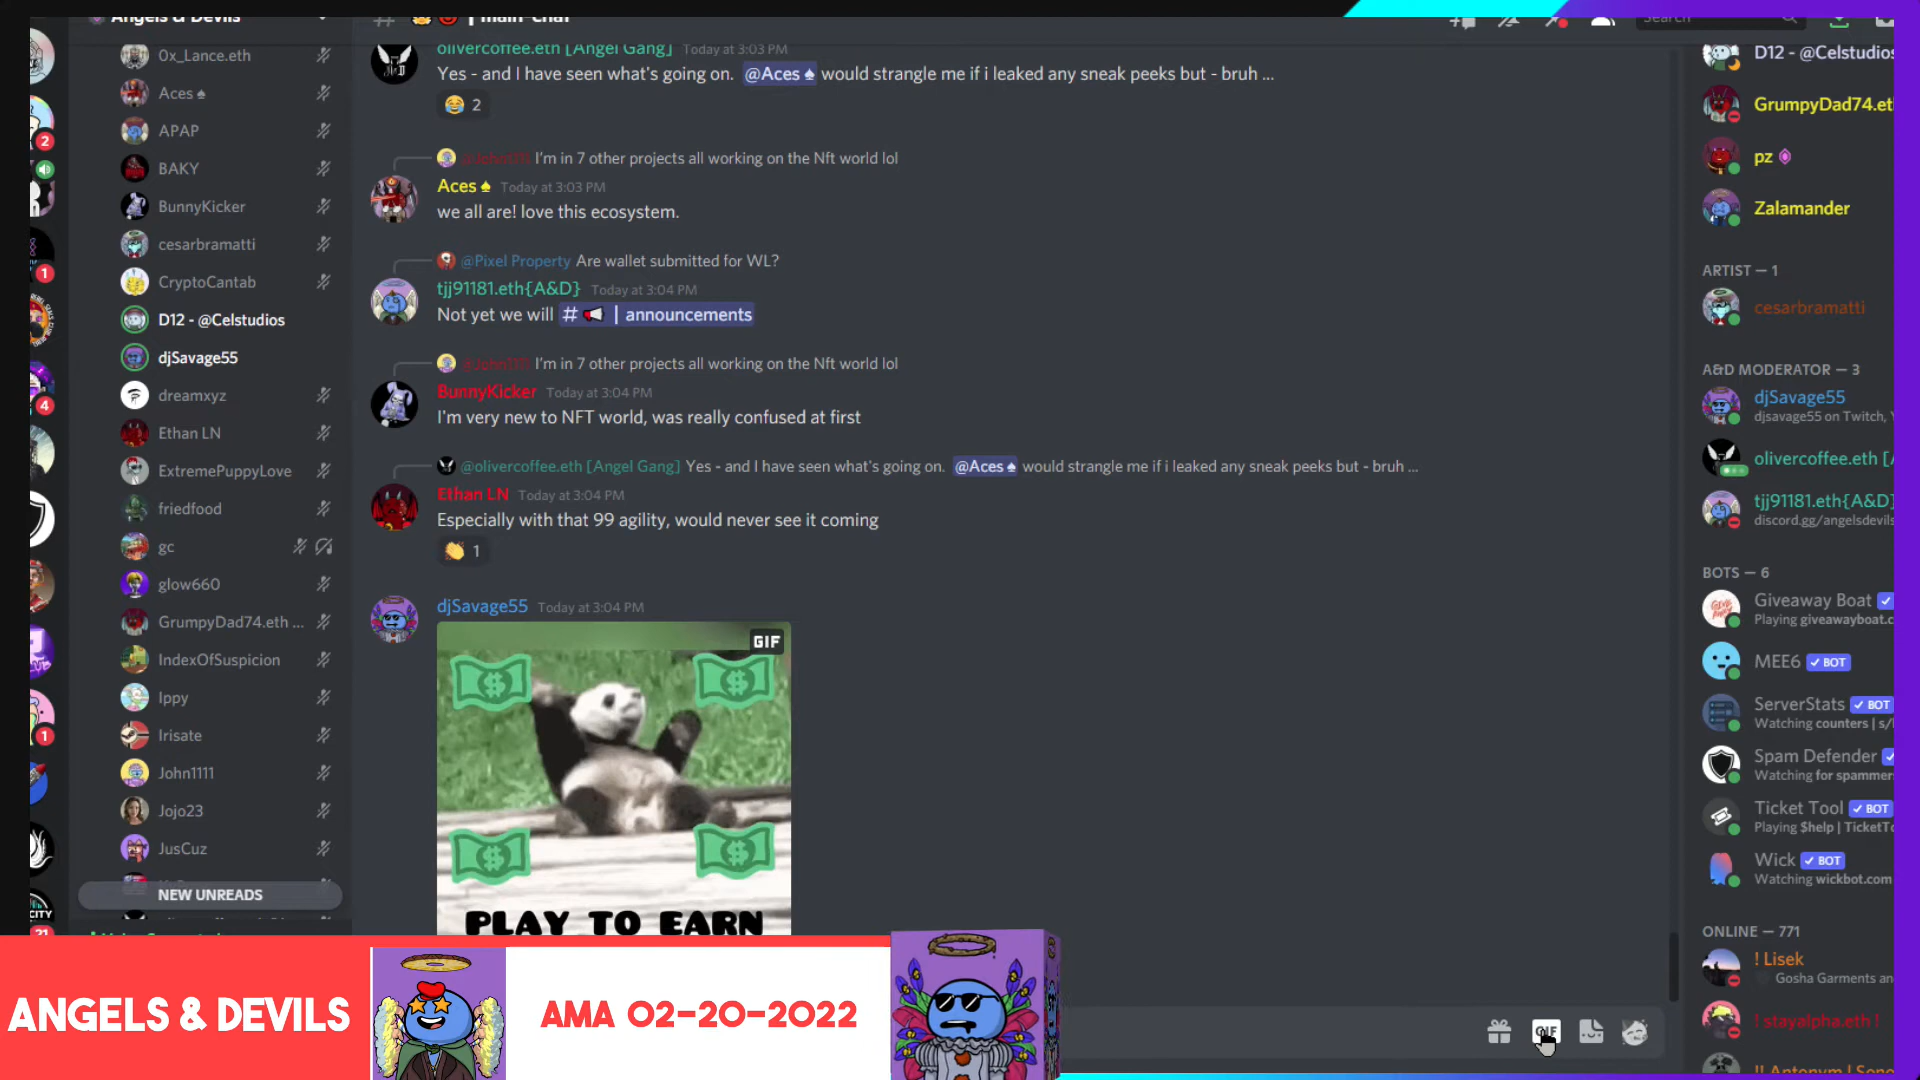 Angels & Devils
| main-chat
Search
0x_Lance.eth
Aces ♠
APAP
BAKY
BunnyKicker
cesarbramatti
CryptoCantab
D12 - @Celstudios
djSavage55
dreamxyz
Ethan LN
ExtremePuppyLove
friedfood
gc
glow660
GrumpyDad74.eth ...
IndexOfSuspicion
Ippy
Irisate
John1111
Jojo23
JusCuz
NEW UNREADS
2
1
4
1
CITY
21
olivercoffee.eth [Angel Gang] Today at 3:03 PM
Yes - and I have seen what's going on. @Aces ♠ would strangle me if i leaked any sneak peeks but - bruh ...
😂 2
I'm in 7 other projects all working on the Nft world lol
Aces ♠ Today at 3:03 PM
we all are! love this ecosystem.
@Pixel Property Are wallet submitted for WL?
tjj91181.eth{A&D} Today at 3:04 PM
Not yet we will # | announcements
I'm in 7 other projects all working on the Nft world lol
BunnyKicker Today at 3:04 PM
I'm very new to NFT world, was really confused at first
@olivercoffee.eth [Angel Gang] Yes - and I have seen what's going on. @Aces ♠ would strangle me if i leaked any sneak peeks but - bruh ...
Ethan LN Today at 3:04 PM
Especially with that 99 agility, would never see it coming
👏 1
djSavage55 Today at 3:04 PM
GIF
PLAY TO EARN
GIF
D12 - @Celstudios
GrumpyDad74.et
pz
Zalamander
ARTIST — 1
cesarbramatti
A&D MODERATOR — 3
djSavage55
djsavage55 on Twitch, Y
olivercoffee.eth [
tjj91181.eth{A&D}
discord.gg/angelsdevils
BOTS — 6
Giveaway Boat
Playing giveawayboat.c
MEE6 ✓ BOT
ServerStats ✓ BOT
Watching counters | s/
Spam Defender
Watching for spammers
Ticket Tool ✓ BOT
Playing $help | TicketTo
Wick ✓ BOT
Watching wickbot.com
ONLINE — 771
! Lisek
Gosha Garments an
! stayalpha.eth !
ANGELS & DEVILS
AMA 02-20-2022